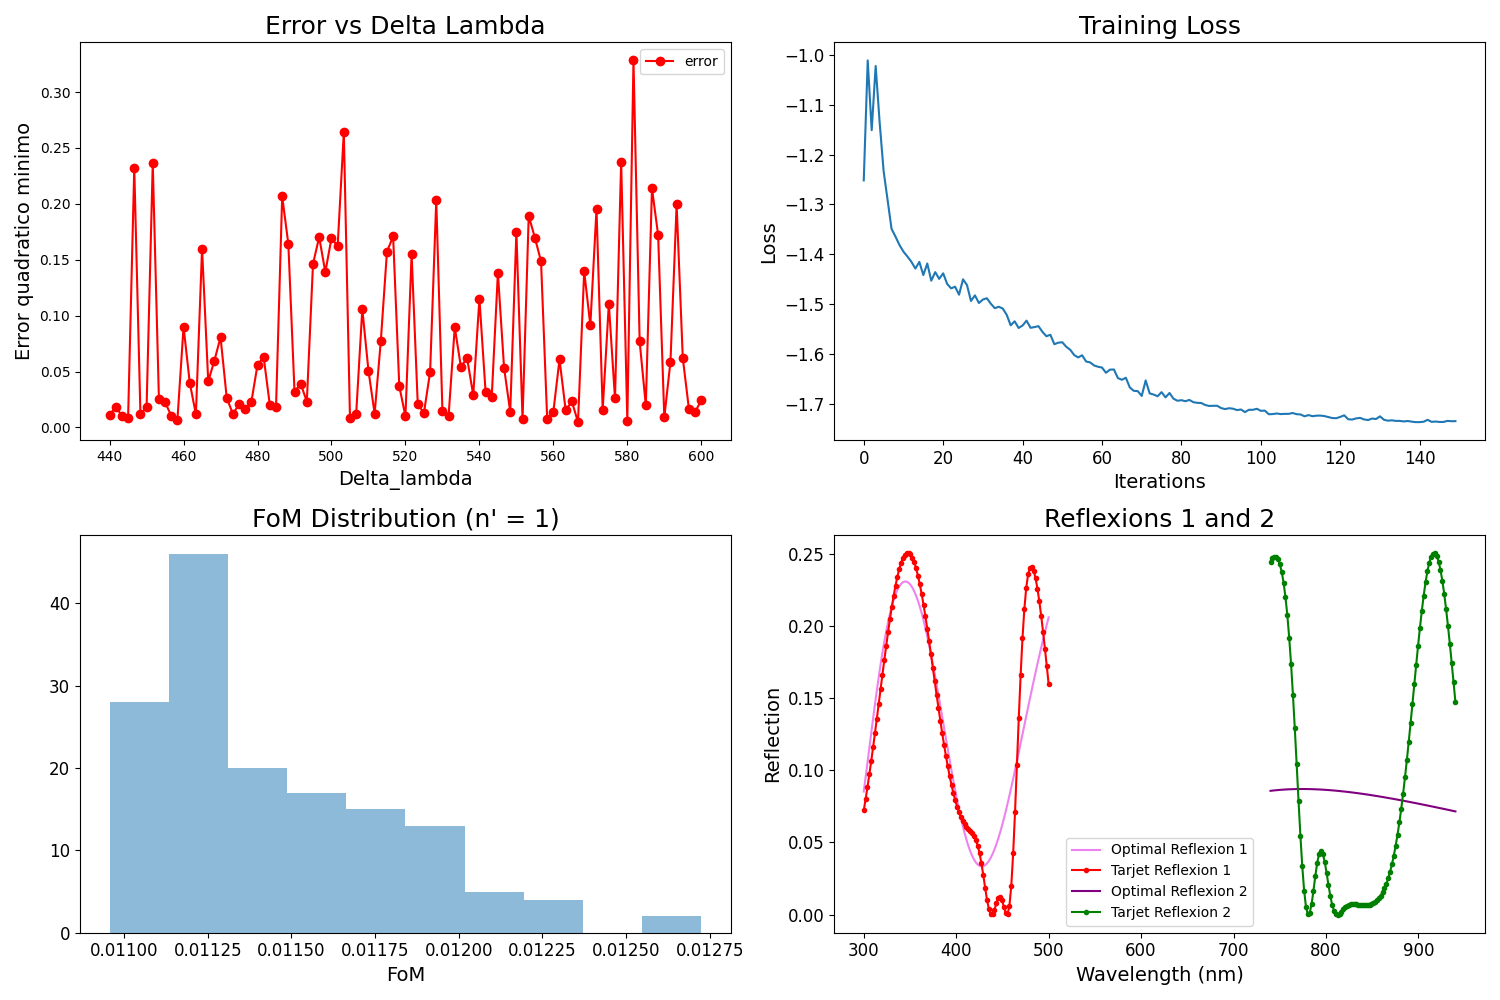 Error vs Delta Lambda
Error quadratico minimo
0.30
0.25
0.20
0.15
0.10
0.05
0.00
error
440 460 480 500 520 540 560 580 600
Delta_lambda
Training Loss
Loss
−1.0
−1.1
−1.2
−1.3
−1.4
−1.5
−1.6
−1.7
0 20 40 60 80 100 120 140
Iterations
FoM Distribution (n' = 1)
40
30
20
10
0
0.01100 0.01125 0.01150 0.01175 0.01200 0.01225 0.01250 0.01275
FoM
Reflexions 1 and 2
Reflection
0.25
0.20
0.15
0.10
0.05
0.00
Optimal Reflexion 1
Tarjet Reflexion 1
Optimal Reflexion 2
Tarjet Reflexion 2
300 400 500 600 700 800 900
Wavelength (nm)